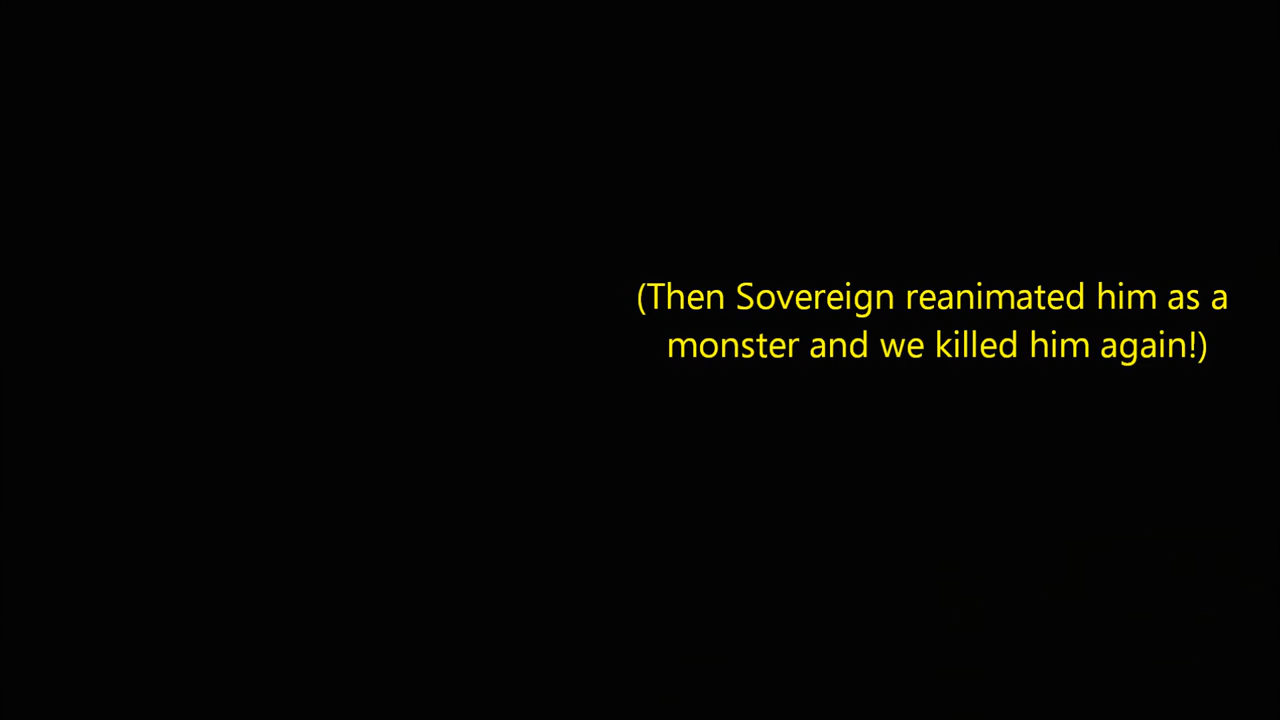 (Then Sovereign reanimated him as a
monster and we killed him again!)